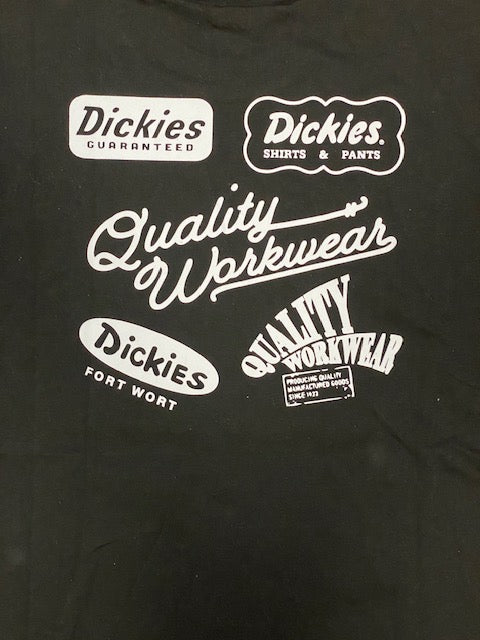 Dickies
GUARANTEED
Dickies.
SHIRTS & PANTS
Quality
Workwear
Dickies
FORT WORT
QUALITY
WORKWEAR
PRODUCING QUALITY
MANUFACTURED GOODS
SINCE 1922